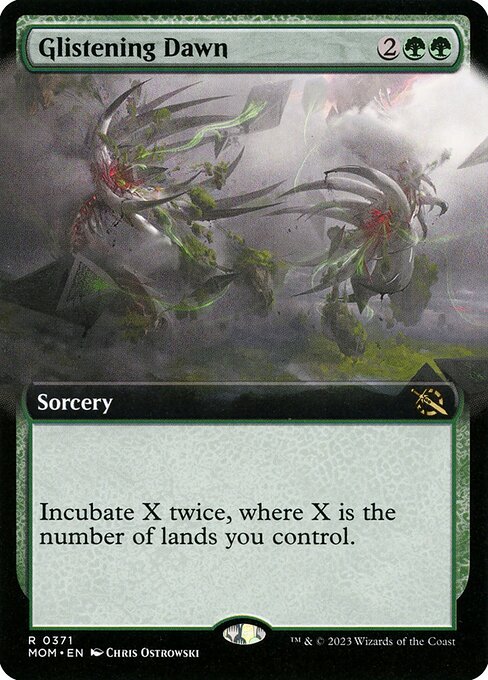 Glistening Dawn 2
Sorcery
Incubate X twice, where X is the
number of lands you control.
R 0371
MOM • EN Chris Ostrowski
™ & © 2023 Wizards of the Coast